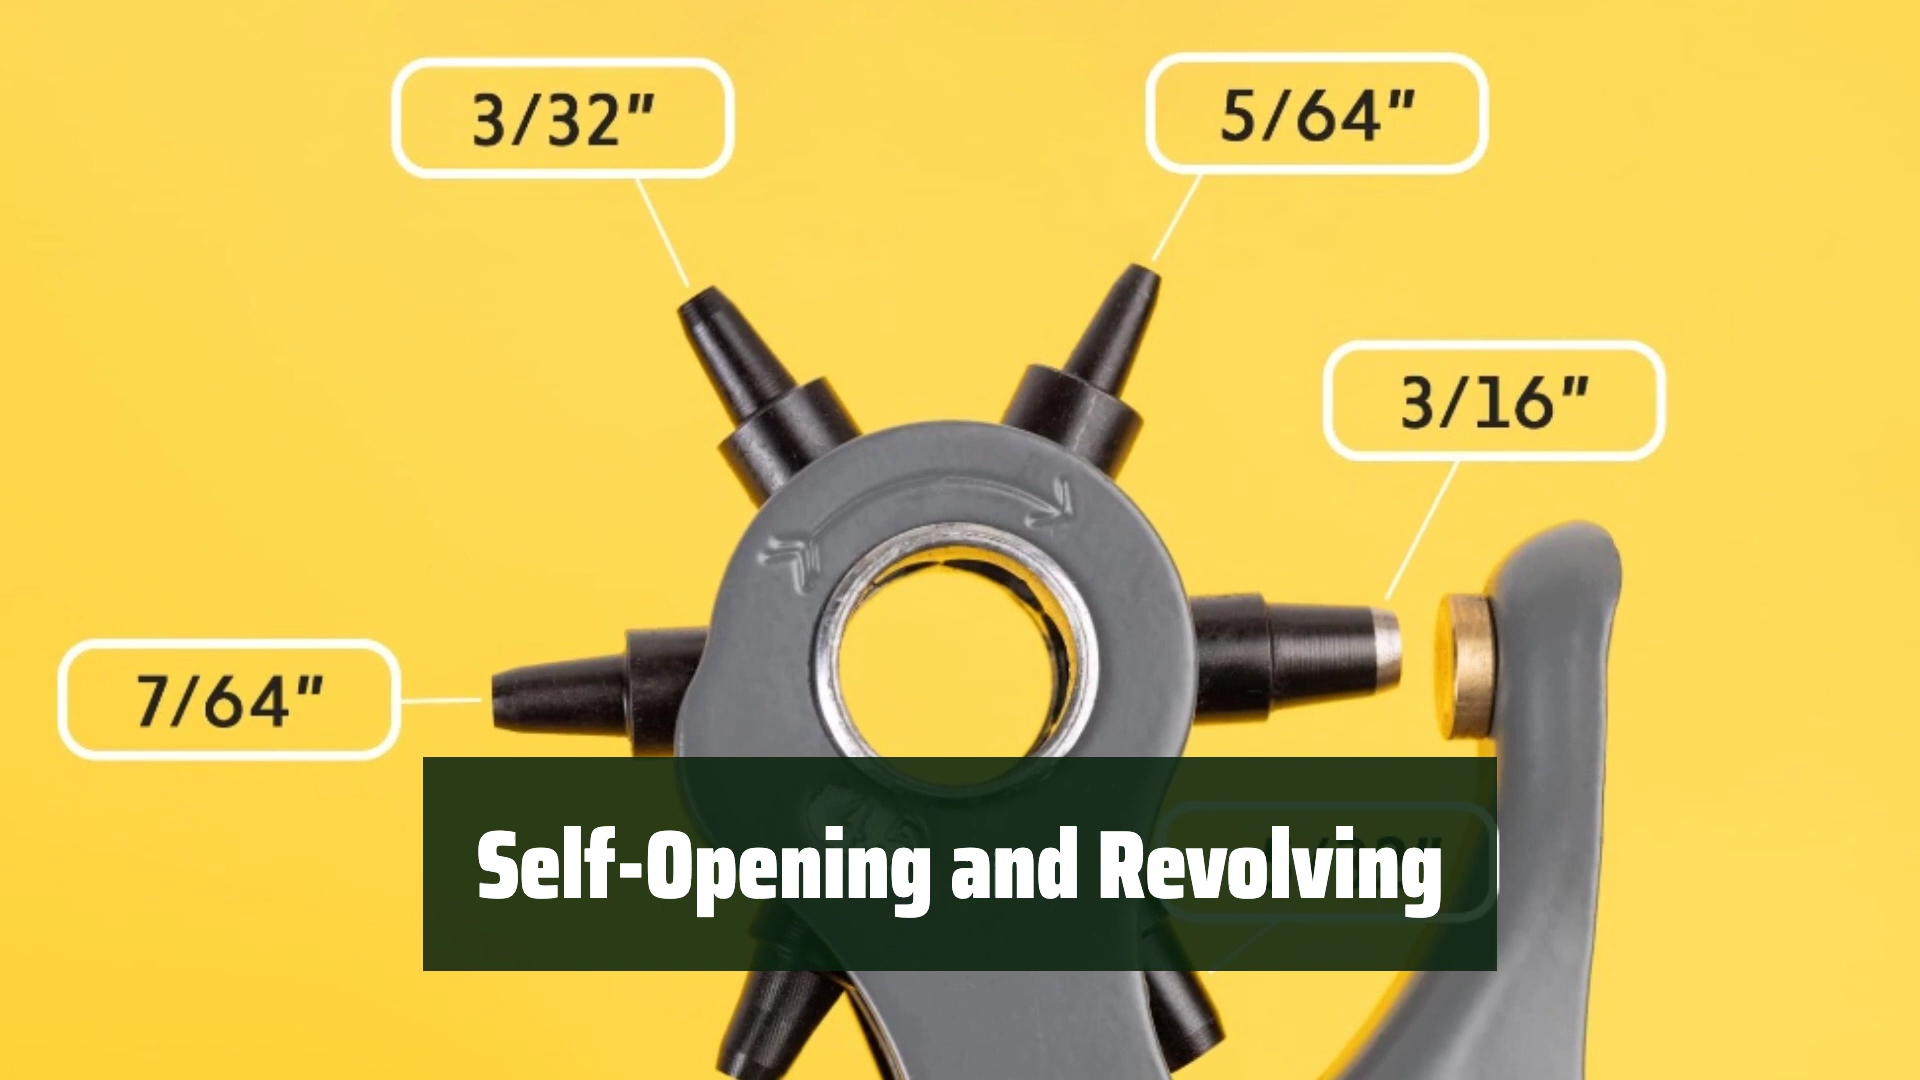 3/32"
5/64"
3/16"
7/64"
Self-Opening and Revolving